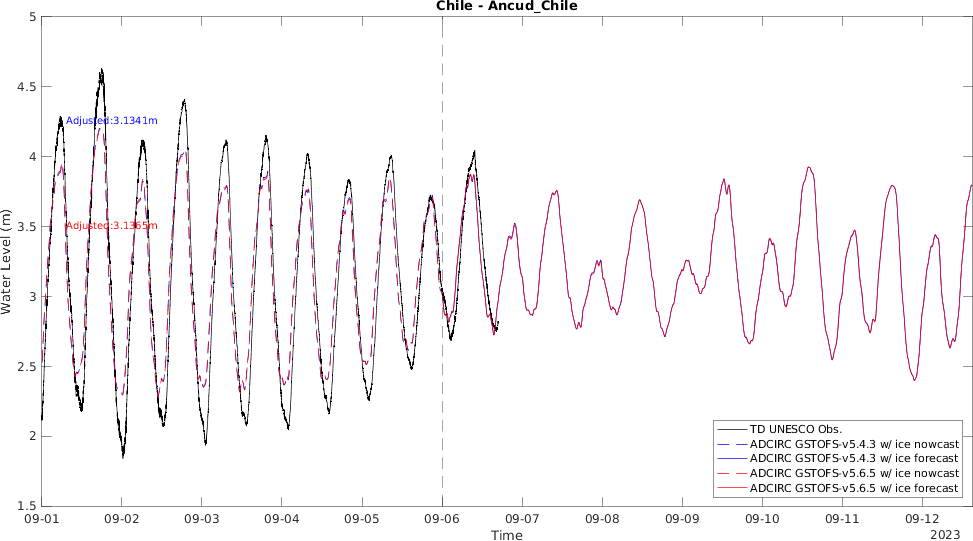 Chile - Ancud_Chile
5
4.5
4
3.5
3
2.5
2
1.5
Water Level (m)
Adjusted:3.1341m
Adjusted:3.1365m
TD UNESCO Obs.
ADCIRC GSTOFS-v5.4.3 w/ ice nowcast
ADCIRC GSTOFS-v5.4.3 w/ ice forecast
ADCIRC GSTOFS-v5.6.5 w/ ice nowcast
ADCIRC GSTOFS-v5.6.5 w/ ice forecast
09-01 09-02 09-03 09-04 09-05 09-06 09-07 09-08 09-09 09-10 09-11 09-12
Time
2023